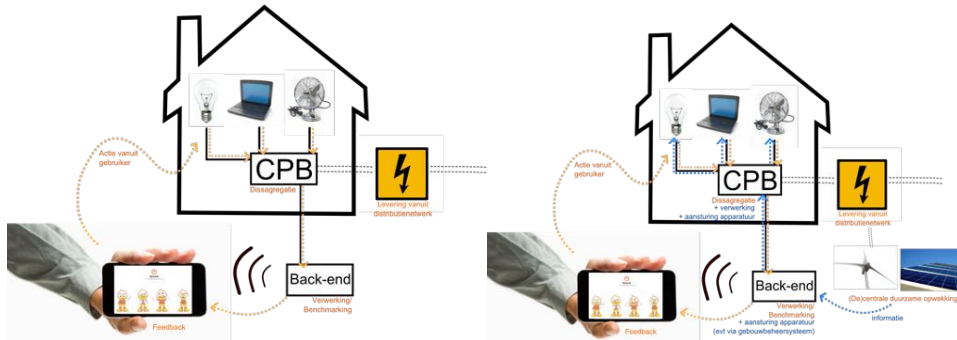 CPB
Dissagregatie
Actie vanuit
gebruiker
Levering vanuit
distributienetwerk
Back-end
Verwerking/
Benchmarking
Feedback
CPB
Dissagregatie
+ verwerking
+ aansturing apparatuur
Actie vanuit
gebruiker
Levering vanuit
distributienetwerk
Back-end
Verwerking/
Benchmarking
+ aansturing apparatuur
(evt via gebouwbeheersysteem)
Feedback
(De)centrale duurzame opwekking
informatie